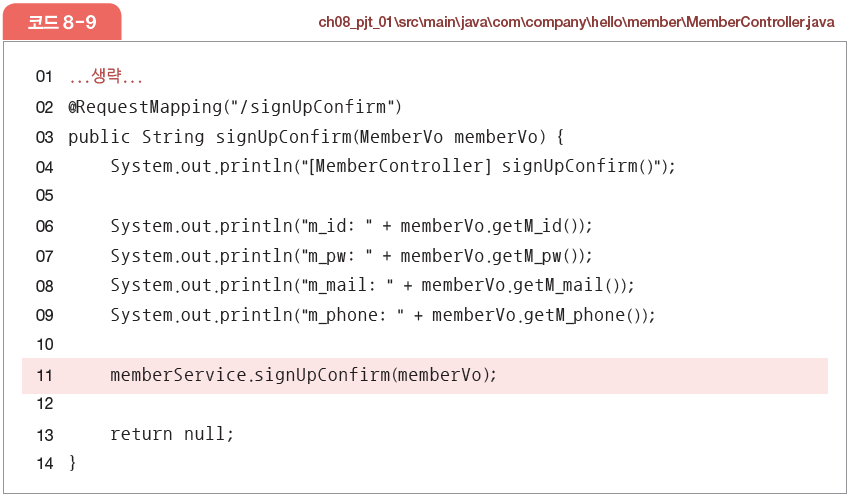 코드 8-9
ch08_pjt_01\src\main\java\com\company\hello\member\MemberController.java
01 ...생략...
02 @RequestMapping("/signUpConfirm")
03 public String signUpConfirm(MemberVo memberVo) {
04     System.out.println("[MemberController] signUpConfirm()");
05
06     System.out.println("m_id: " + memberVo.getM_id());
07     System.out.println("m_pw: " + memberVo.getM_pw());
08     System.out.println("m_mail: " + memberVo.getM_mail());
09     System.out.println("m_phone: " + memberVo.getM_phone());
10
11     memberService.signUpConfirm(memberVo);
12
13     return null;
14 }